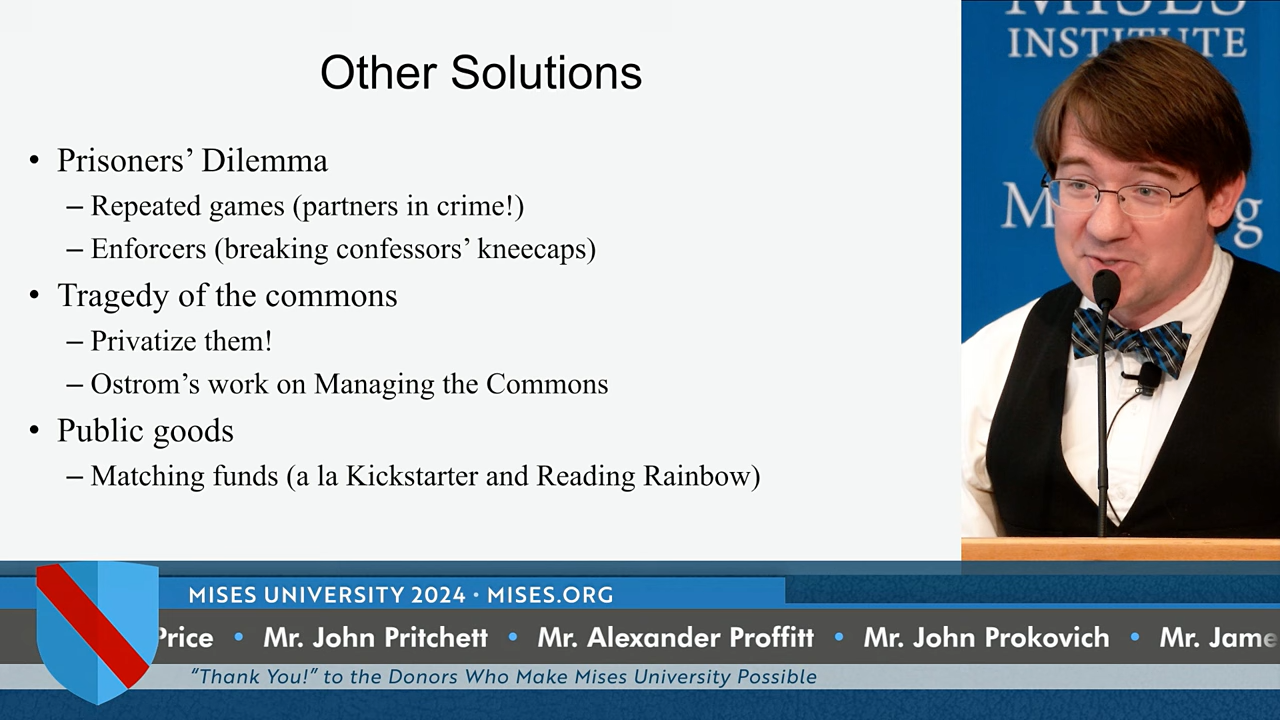 Other Solutions
• Prisoners’ Dilemma
– Repeated games (partners in crime!)
– Enforcers (breaking confessors’ kneecaps)
• Tragedy of the commons
– Privatize them!
– Ostrom’s work on Managing the Commons
• Public goods
– Matching funds (a la Kickstarter and Reading Rainbow)
MISES
INSTITUTE
MISES UNIVERSITY 2024 • MISES.ORG
Price • Mr. John Pritchett • Mr. Alexander Proffitt • Mr. John Prokovich • Mr. Jame
“Thank You!” to the Donors Who Make Mises University Possible